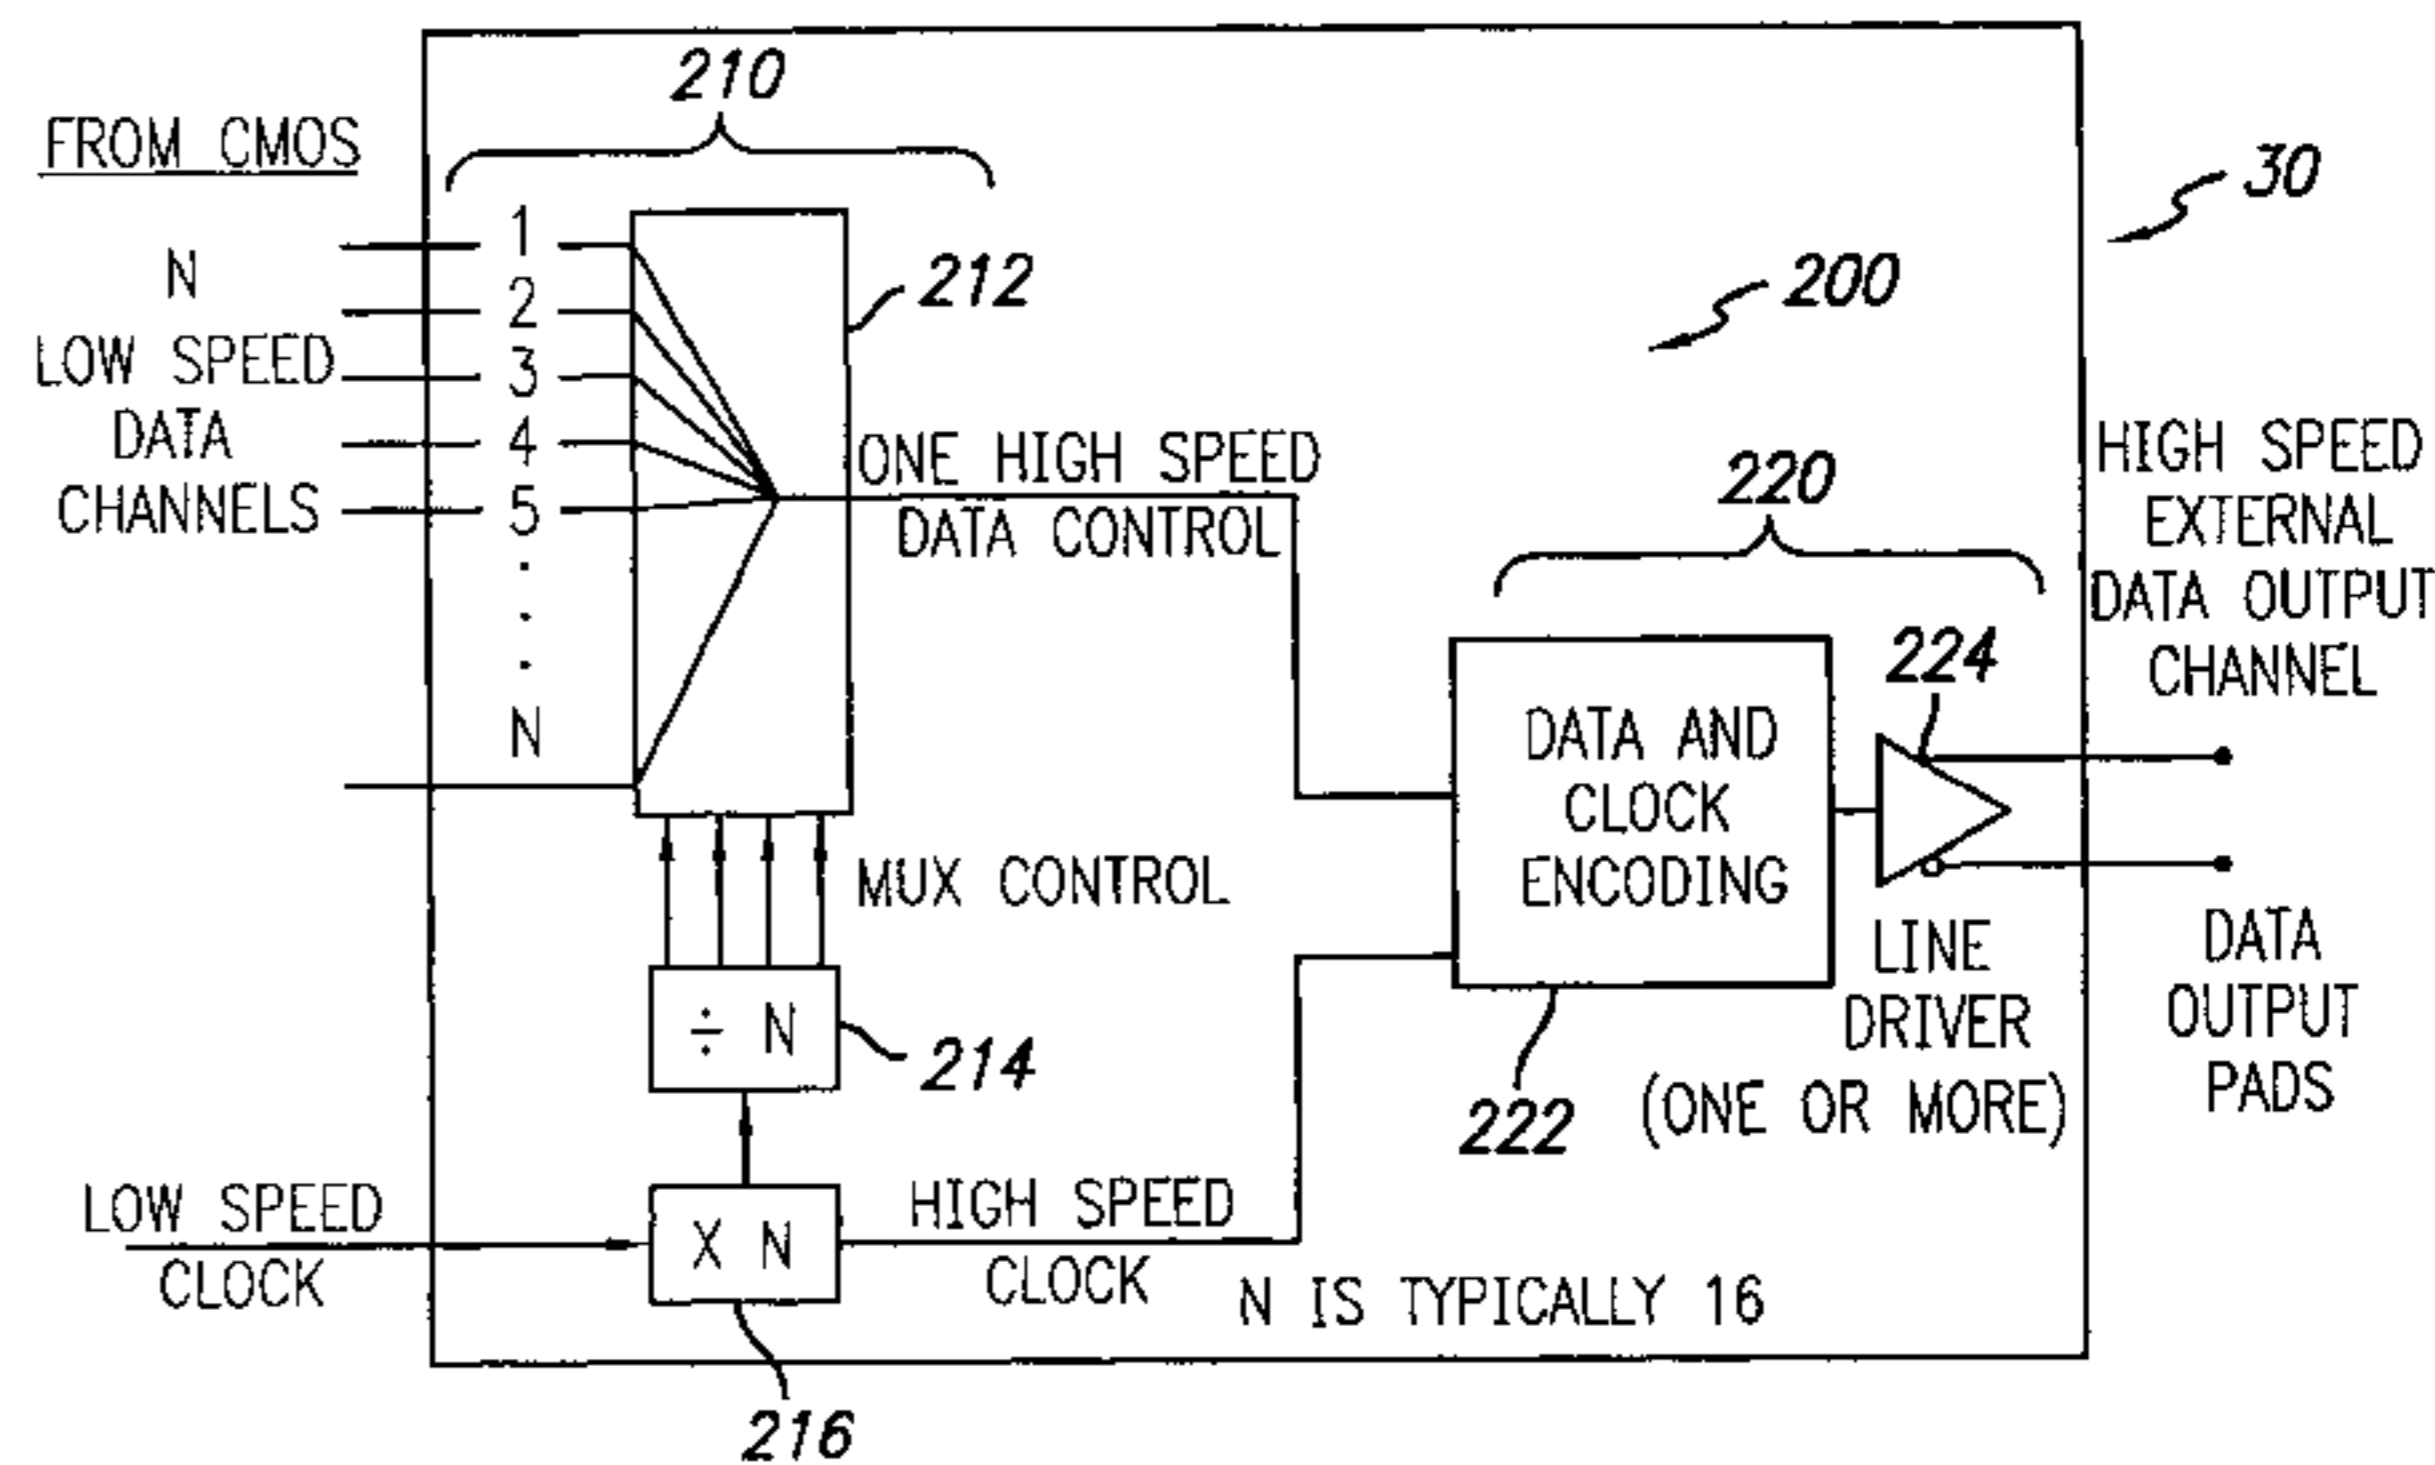 210
FROM CMOS
30
1
212
200
N
2
LOW SPEED
3
DATA
4
ONE HIGH SPEED
HIGH SPEED
220
CHANNELS
5
DATA CONTROL
EXTERNAL
DATA OUTPUT
224
CHANNEL
N
DATA AND
CLOCK
ENCODING
MUX CONTROL
LINE
DRIVER
(ONE OR MORE)
DATA
OUTPUT
PADS
÷ N
214
222
LOW SPEED
CLOCK
X N
HIGH SPEED
CLOCK
N IS TYPICALLY 16
216